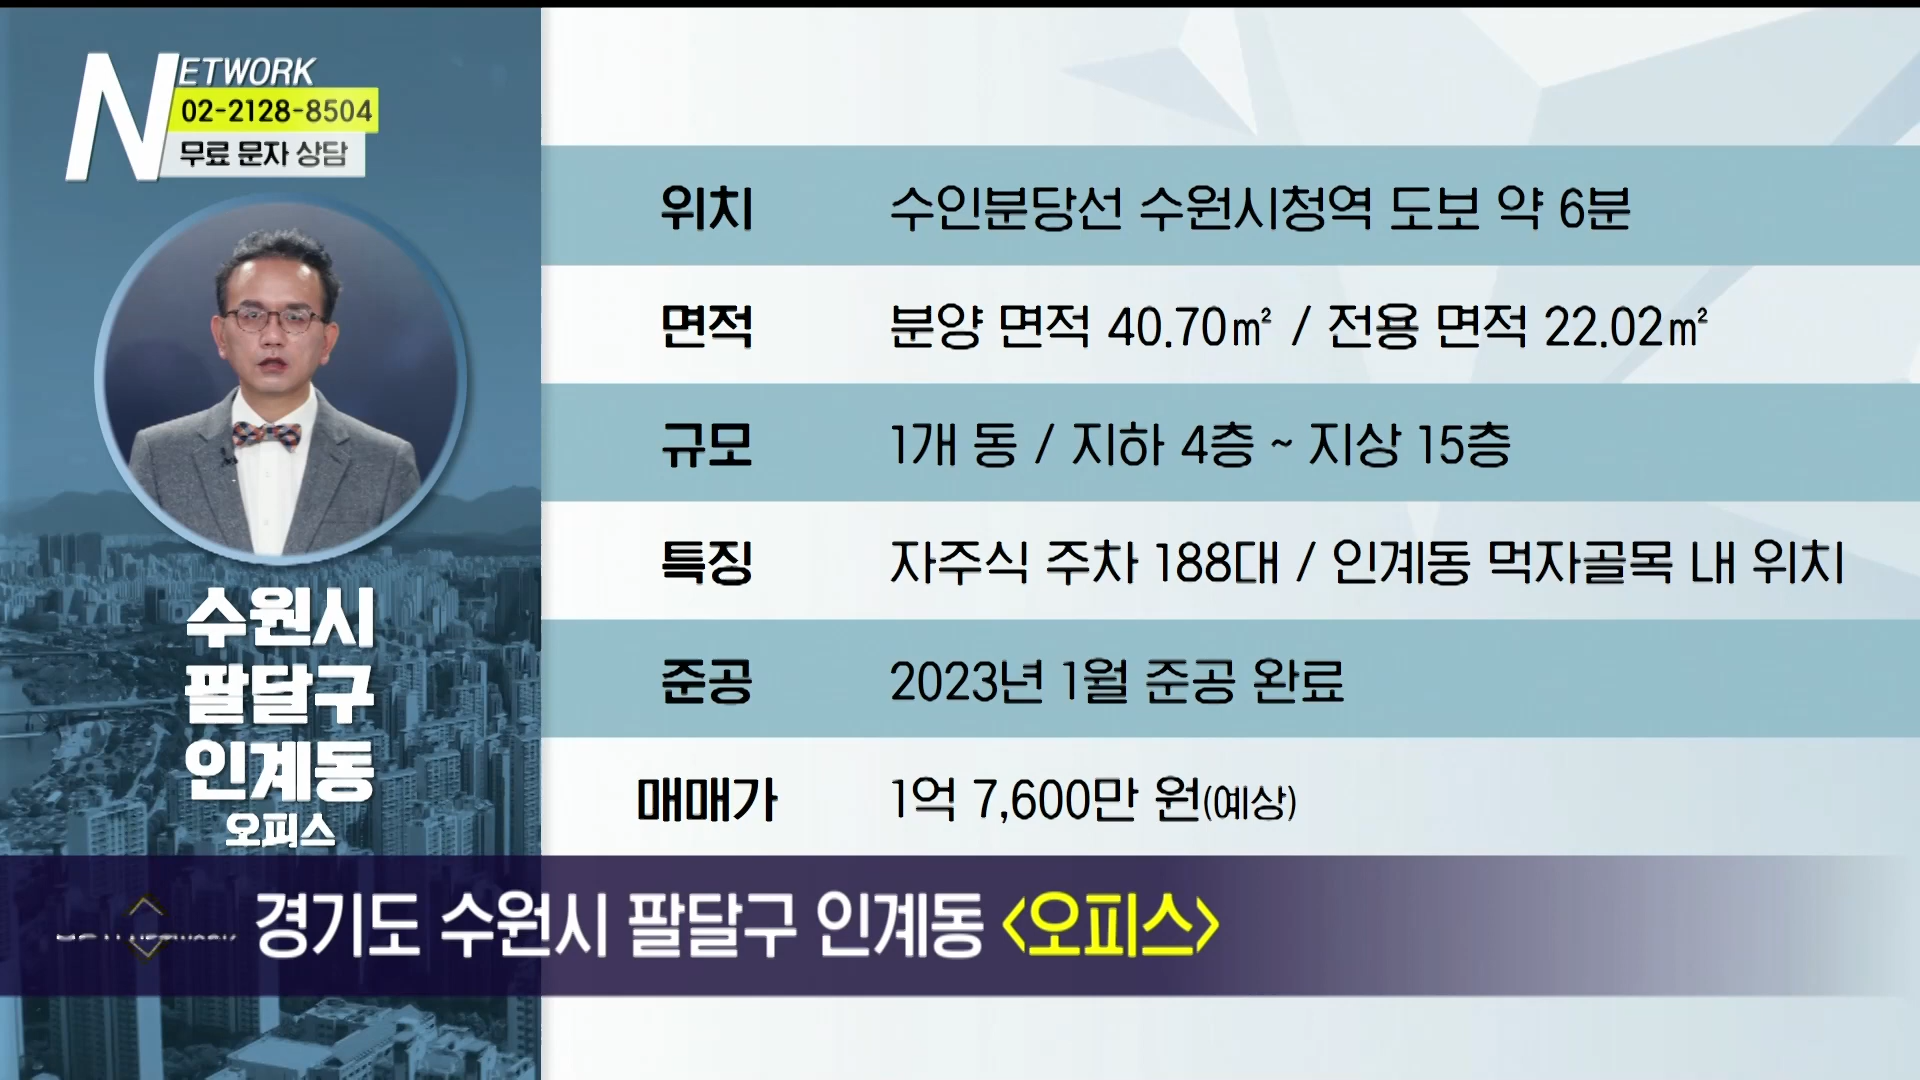 NETWORK
02-2128-8504
무료 문자 상담
수원시
팔달구
인계동
오피스
위치 수인분당선 수원시청역 도보 약 6분
면적 분양 면적 40.70㎡ / 전용 면적 22.02㎡
규모 1개 동 / 지하 4층 ~ 지상 15층
특징 자주식 주차 188대 / 인계동 먹자골목 내 위치
준공 2023년 1월 준공 완료
매매가 1억 7,600만 원(예상)
경기도 수원시 팔달구 인계동 <오피스>